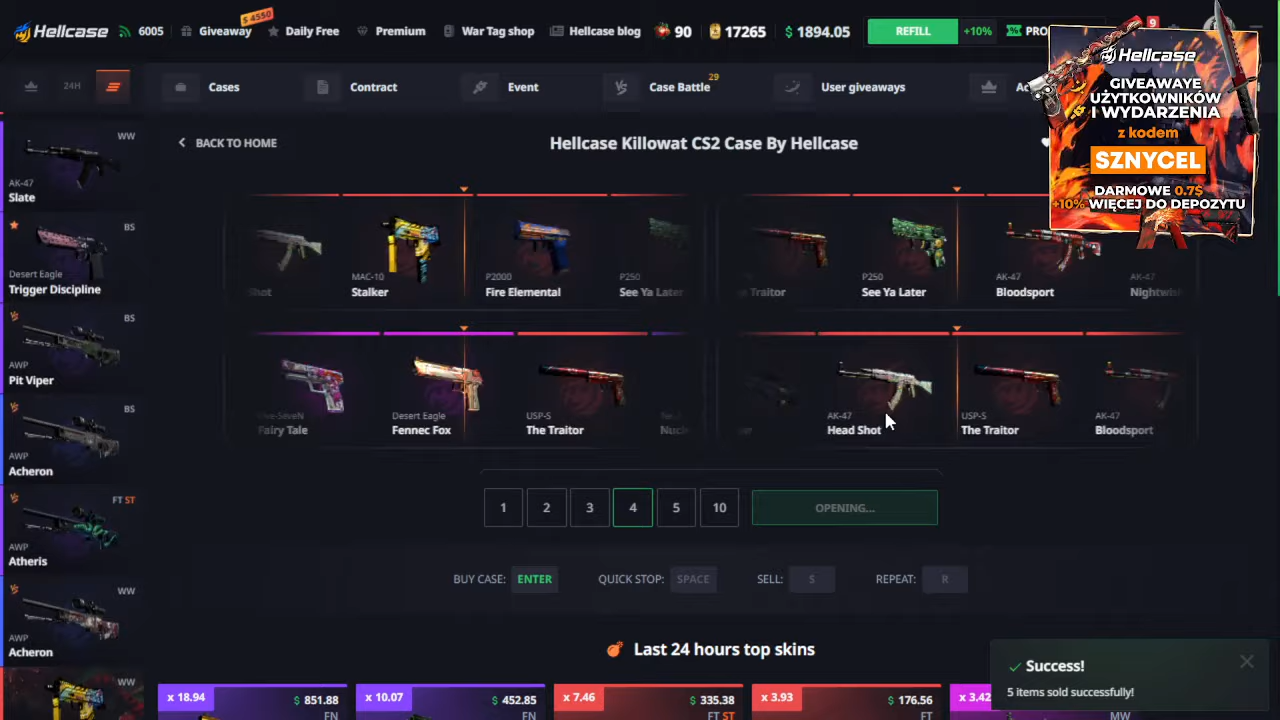 Hellcase
6005
Giveaway
$ 4550
Daily Free
Premium
War Tag shop
Hellcase blog
90
17265
$ 1894.05
REFILL
+10%
PRO
9
24H
Cases
Contract
Event
Case Battle
29
User giveaways
Hellcase
GIVEAWAYE
UŻYTKOWNIKÓW
I WYDARZENIA
z kodem
SZNYCEL
DARMOWE 0.7$
+10% WIĘCEJ DO DEPOZYTU
BACK TO HOME
Hellcase Killowat CS2 Case By Hellcase
WW
AK-47
Slate
BS
Desert Eagle
Trigger Discipline
BS
AWP
Pit Viper
BS
AWP
Acheron
FT ST
AWP
Atheris
WW
AWP
Acheron
WW
Shot
MAC-10
Stalker
P2000
Fire Elemental
P250
See Ya Later
e Traitor
P250
See Ya Later
AK-47
Bloodsport
AK-47
Nightwis
Five-SeveN
Fairy Tale
Desert Eagle
Fennec Fox
USP-S
The Traitor
AK-47
Head Shot
USP-S
The Traitor
AK-47
Bloodsport
1
2
3
4
5
10
OPENING...
BUY CASE: ENTER
QUICK STOP: SPACE
SELL: S
REPEAT: R
Last 24 hours top skins
x 18.94
$ 851.88
FN
x 10.07
$ 452.85
FN
x 7.46
$ 335.38
FT ST
x 3.93
$ 176.56
FT
x 3.42
MW
Success!
5 items sold successfully!